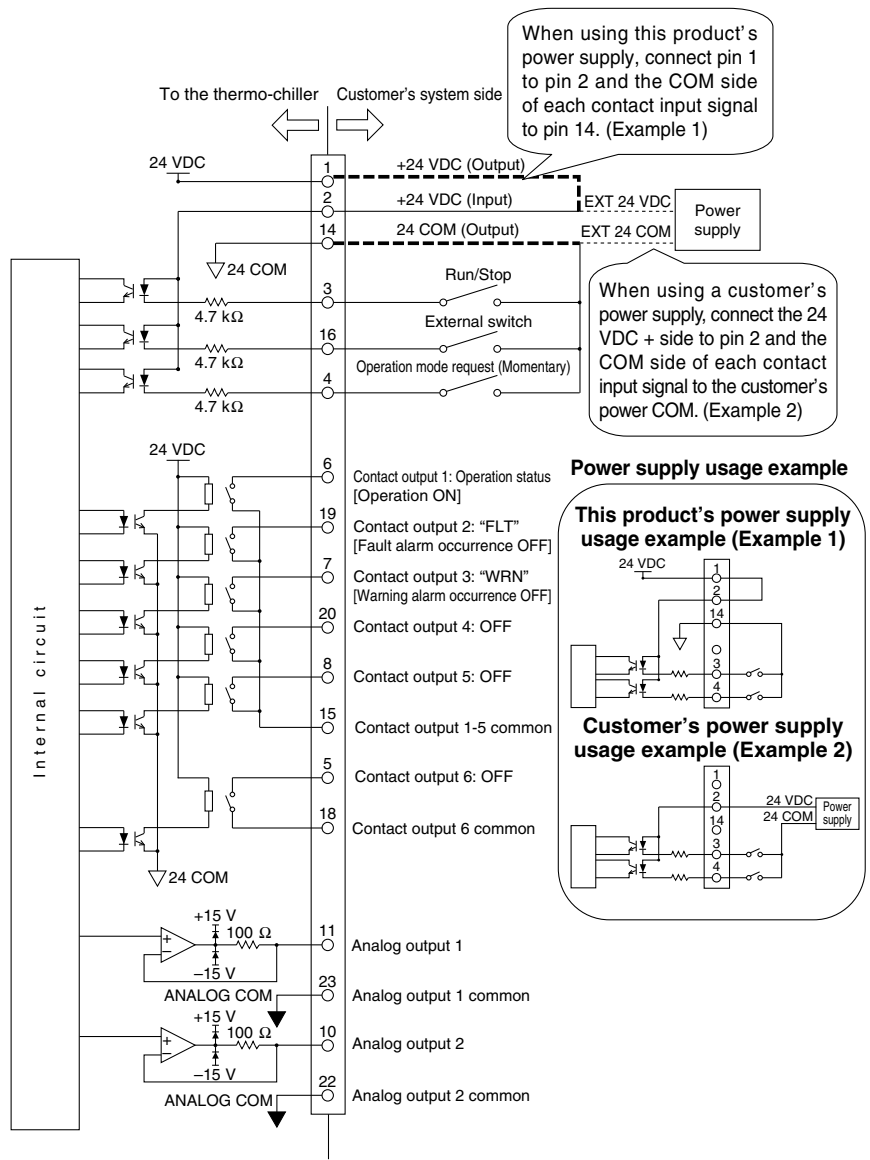 When using this product's
power supply, connect pin 1
to pin 2 and the COM side
of each contact input signal
to pin 14. (Example 1)
To the thermo-chiller
Customer's system side
24 VDC
1
+24 VDC (Output)
2
+24 VDC (Input)
EXT 24 VDC
Power
supply
14
24 COM (Output)
EXT 24 COM
24 COM
Run/Stop
3
4.7 kΩ
External switch
16
4.7 kΩ
Operation mode request (Momentary)
4
4.7 kΩ
When using a customer's
power supply, connect the 24
VDC + side to pin 2 and the
COM side of each contact
input signal to the customer's
power COM. (Example 2)
24 VDC
6
Contact output 1: Operation status
[Operation ON]
19
Contact output 2: “FLT”
[Fault alarm occurrence OFF]
7
Contact output 3: “WRN”
[Warning alarm occurrence OFF]
20
Contact output 4: OFF
8
Contact output 5: OFF
15
Contact output 1-5 common
5
Contact output 6: OFF
18
Contact output 6 common
24 COM
Internal circuit
+15 V
100 Ω
11
Analog output 1
+
−
−15 V
ANALOG COM
23
Analog output 1 common
+15 V
100 Ω
10
Analog output 2
+
−
−15 V
ANALOG COM
22
Analog output 2 common
Power supply usage example
This product's power supply
usage example (Example 1)
24 VDC
1
2
14
3
4
Customer's power supply
usage example (Example 2)
1
2
24 VDC
24 COM
Power
supply
14
3
4